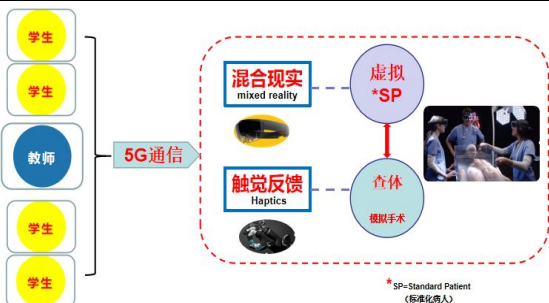 学生
学生
教师
学生
学生
5G通信
混合现实
mixed reality
触觉反馈
Haptics
虚拟
*SP
查体
模拟手术
*SP=Standard Patient
（标准化病人）